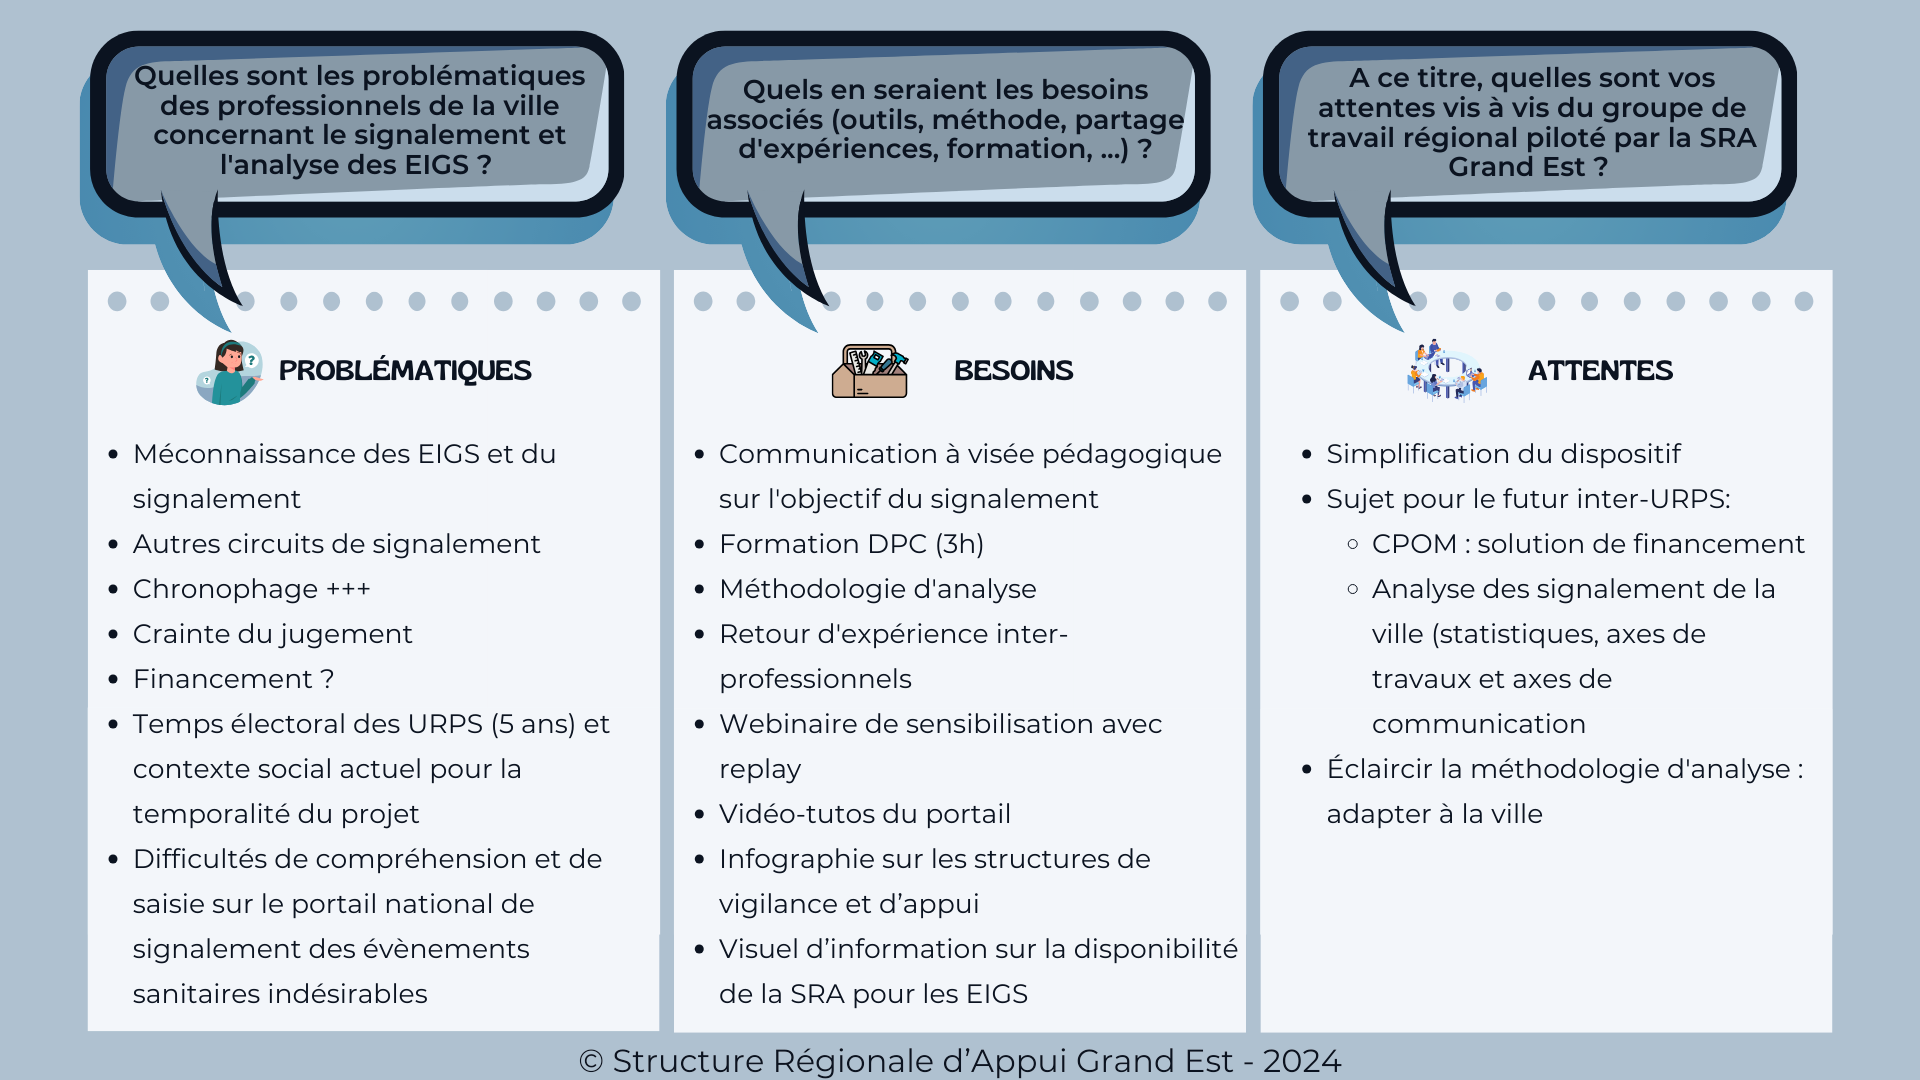 Quelles sont les problématiques
des professionnels de la ville
concernant le signalement et
l'analyse des EIGS ?
Quels en seraient les besoins
associés (outils, méthode, partage
d'expériences, formation, ...) ?
A ce titre, quelles sont vos
attentes vis à vis du groupe de
travail régional piloté par la SRA
Grand Est ?
PROBLÉMATIQUES
• Méconnaissance des EIGS et du
signalement
• Autres circuits de signalement
• Chronophage +++
• Crainte du jugement
• Financement ?
• Temps électoral des URPS (5 ans) et
contexte social actuel pour la
temporalité du projet
• Difficultés de compréhension et de
saisie sur le portail national de
signalement des évènements
sanitaires indésirables
BESOINS
• Communication à visée pédagogique
sur l'objectif du signalement
• Formation DPC (3h)
• Méthodologie d'analyse
• Retour d'expérience inter-
professionnels
• Webinaire de sensibilisation avec
replay
• Vidéo-tutos du portail
• Infographie sur les structures de
vigilance et d’appui
• Visuel d’information sur la disponibilité
de la SRA pour les EIGS
ATTENTES
• Simplification du dispositif
• Sujet pour le futur inter-URPS:
◦ CPOM : solution de financement
◦ Analyse des signalement de la
ville (statistiques, axes de
travaux et axes de
communication
• Éclaircir la méthodologie d'analyse :
adapter à la ville
© Structure Régionale d’Appui Grand Est - 2024